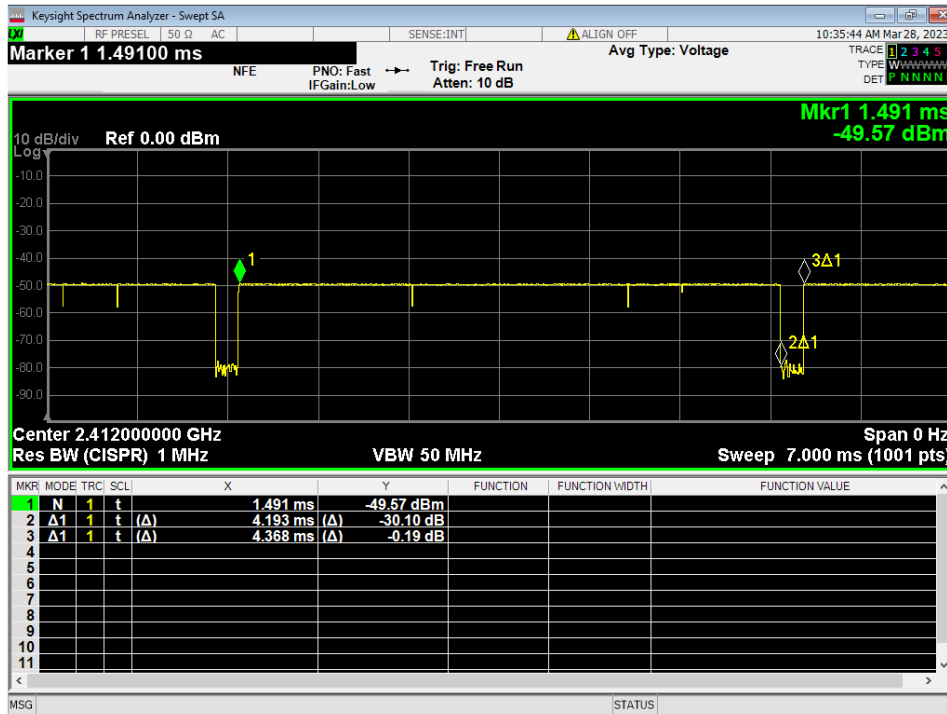 Keysight Spectrum Analyzer - Swept SA
LXI RF PRESEL 50 Ω AC SENSE:INT ALIGN OFF 10:35:44 AM Mar 28, 2023
Marker 1 1.49100 ms
NFE
PNO: Fast
IFGain:Low
Trig: Free Run
Atten: 10 dB
Avg Type: Voltage
TRACE 1 2 3 4 5
TYPE WWWWWW
DET P N N N N
Mkr1 1.491 ms
-49.57 dBm
10 dB/div Ref 0.00 dBm
Log
-10.0
-20.0
-30.0
-40.0
-50.0
-60.0
-70.0
-80.0
-90.0
1
3Δ1
2Δ1
Center 2.412000000 GHz Span 0 Hz
Res BW (CISPR) 1 MHz VBW 50 MHz Sweep 7.000 ms (1001 pts)
MKR MODE TRC SCL X Y FUNCTION FUNCTION WIDTH FUNCTION VALUE
1 N 1 t 1.491 ms -49.57 dBm
2 Δ1 1 t (Δ) 4.193 ms (Δ) -30.10 dB
3 Δ1 1 t (Δ) 4.368 ms (Δ) -0.19 dB
4
5
6
7
8
9
10
11
MSG STATUS